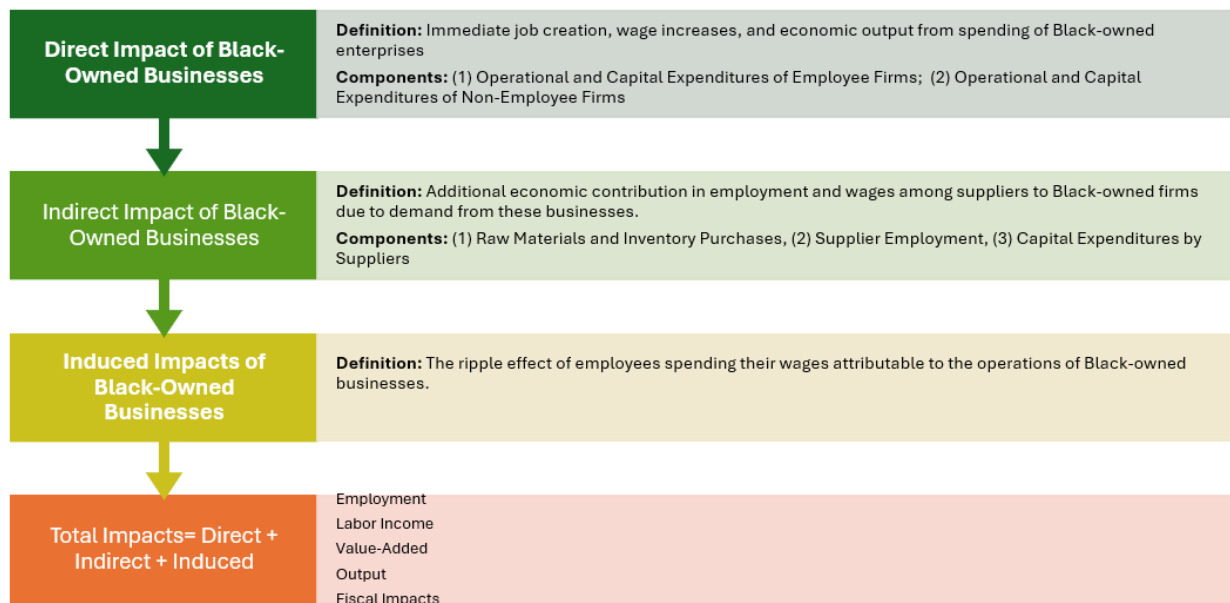 Direct Impact of Black-
Owned Businesses
Definition: Immediate job creation, wage increases, and economic output from spending of Black-owned
enterprises
Components: (1) Operational and Capital Expenditures of Employee Firms;  (2) Operational and Capital
Expenditures of Non-Employee Firms
Indirect Impact of Black-
Owned Businesses
Definition: Additional economic contribution in employment and wages among suppliers to Black-owned firms
due to demand from these businesses.
Components: (1) Raw Materials and Inventory Purchases, (2) Supplier Employment, (3) Capital Expenditures by
Suppliers
Induced Impacts of
Black-Owned
Businesses
Definition: The ripple effect of employees spending their wages attributable to the operations of Black-owned
businesses.
Total Impacts= Direct +
Indirect + Induced
Employment
Labor Income
Value-Added
Output
Fiscal Impacts